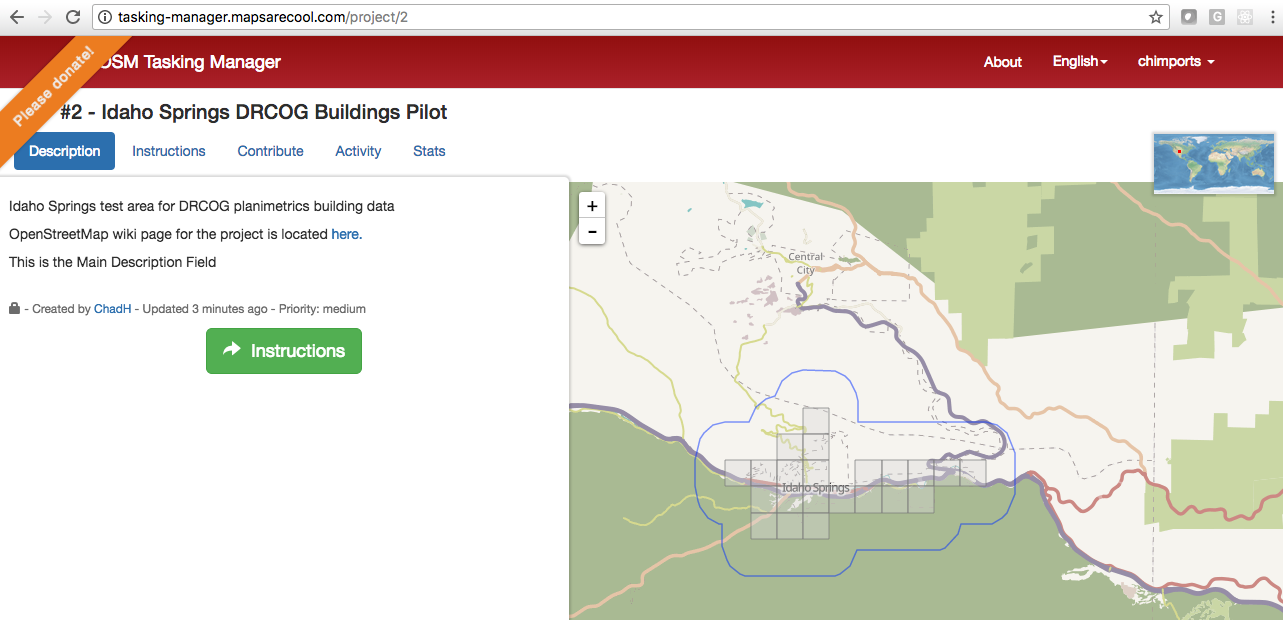 tasking-manager.mapsarecool.com/project/2
G
Please donate!
OSM Tasking Manager
About
English
chimports
#2 - Idaho Springs DRCOG Buildings Pilot
Description
Instructions
Contribute
Activity
Stats
Idaho Springs test area for DRCOG planimetrics building data
OpenStreetMap wiki page for the project is located here.
This is the Main Description Field
- Created by ChadH - Updated 3 minutes ago - Priority: medium
Instructions
+
-
Central
City
Idaho Springs